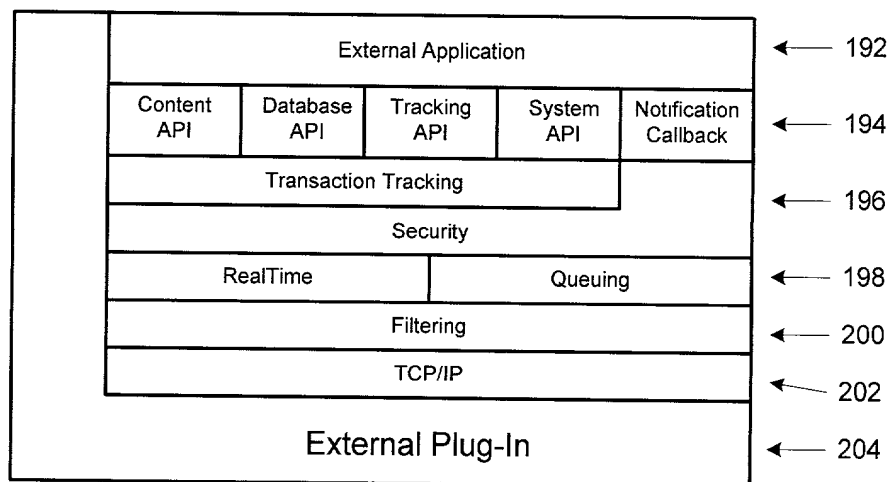 External Application
192
Content API
Database API
Tracking API
System API
Notification Callback
194
Transaction Tracking
196
Security
RealTime
Queuing
198
Filtering
200
TCP/IP
202
External Plug-In
204